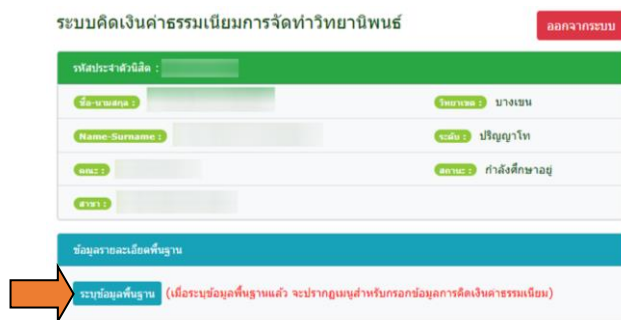 ระบบคิดเงินค่าธรรมเนียมการจัดทำวิทยานิพนธ์
ออกจากระบบ
รหัสประจำตัวนิสิต :
ชื่อ-นามสกุล :
วิทยาเขต : บางเขน
Name-Surname :
ระดับ : ปริญญาโท
คณะ :
สถานะ : กำลังศึกษาอยู่
สาขา :
ข้อมูลรายละเอียดพื้นฐาน
ระบุข้อมูลพื้นฐาน (เมื่อระบุข้อมูลพื้นฐานแล้ว จะปรากฏเมนูสำหรับกรอกข้อมูลการคิดเงินค่าธรรมเนียม)